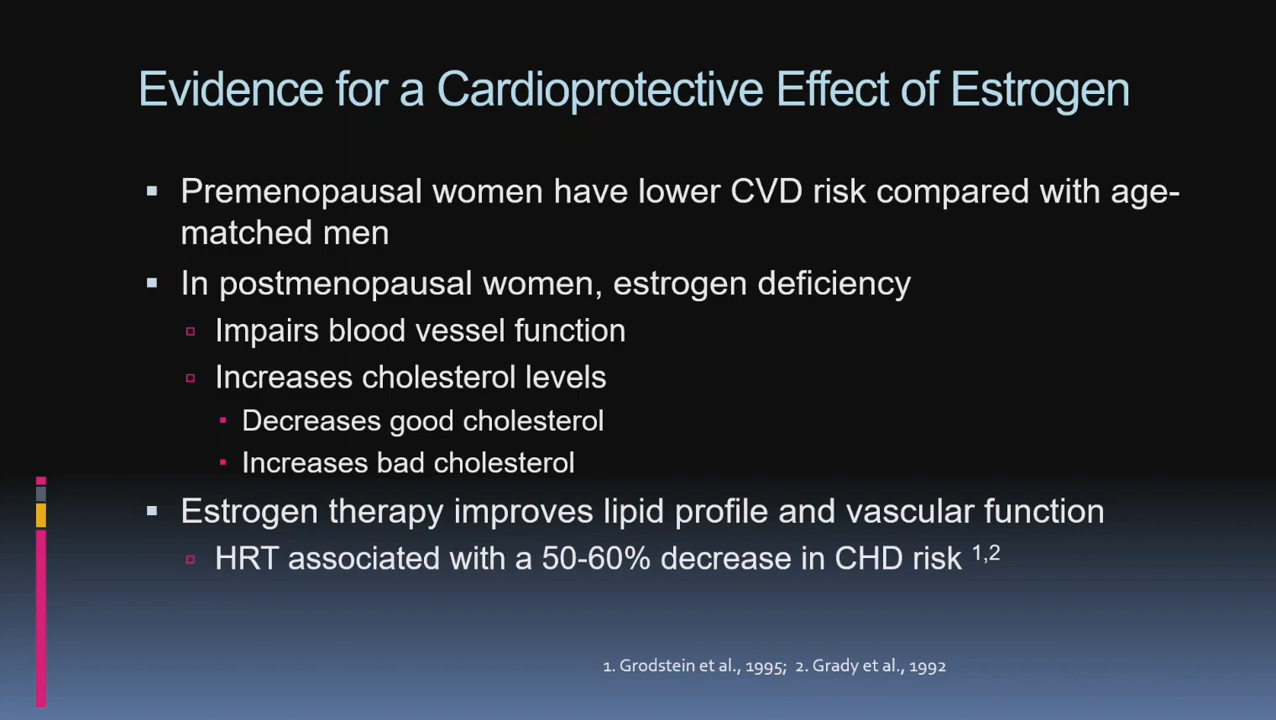 Evidence for a Cardioprotective Effect of Estrogen
Premenopausal women have lower CVD risk compared with age-
matched men
In postmenopausal women, estrogen deficiency
Impairs blood vessel function
Increases cholesterol levels
Decreases good cholesterol
Increases bad cholesterol
Estrogen therapy improves lipid profile and vascular function
HRT associated with a 50-60% decrease in CHD risk 1,2
1. Grodstein et al., 1995; 2. Grady et al., 1992